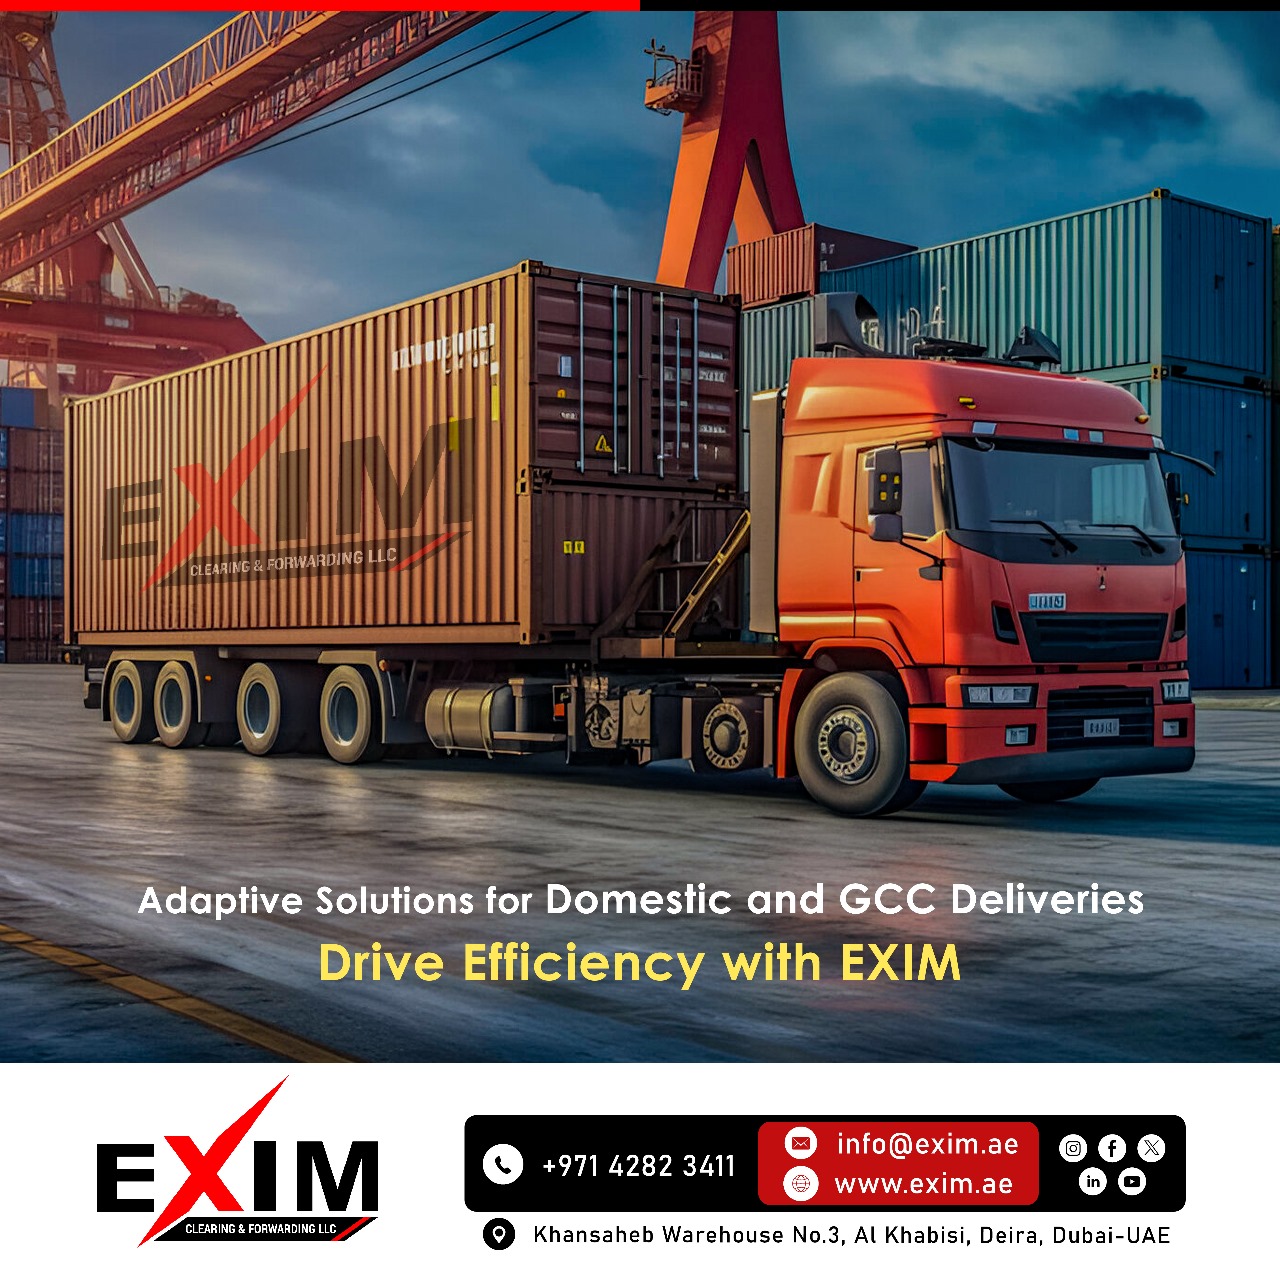 EXIM
CLEARING & FORWARDING LLC
Adaptive Solutions for Domestic and GCC Deliveries
Drive Efficiency with EXIM
EXIM
CLEARING & FORWARDING LLC
+971 4282 3411
info@exim.ae
www.exim.ae
Khansaheb Warehouse No.3, Al Khabisi, Deira, Dubai-UAE